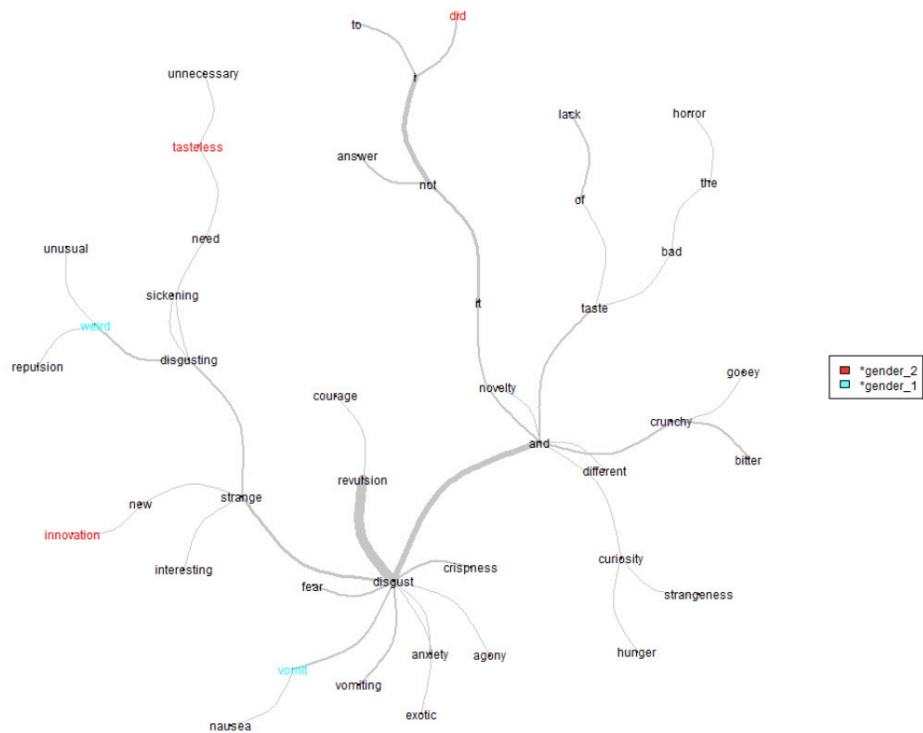 to
did
unnecessary
tasteless
answer
not
i
lack
horror
of
the
need
unusual
bad
sickening
it
taste
weird
disgusting
repulsion
*gender_2
*gender_1
novelty
courage
gooey
crunchy
and
bitter
different
revulsion
strange
new
innovation
interesting
crispness
curiosity
fear
disgust
strangeness
anxiety
agony
hunger
vomit
vomiting
exotic
nausea